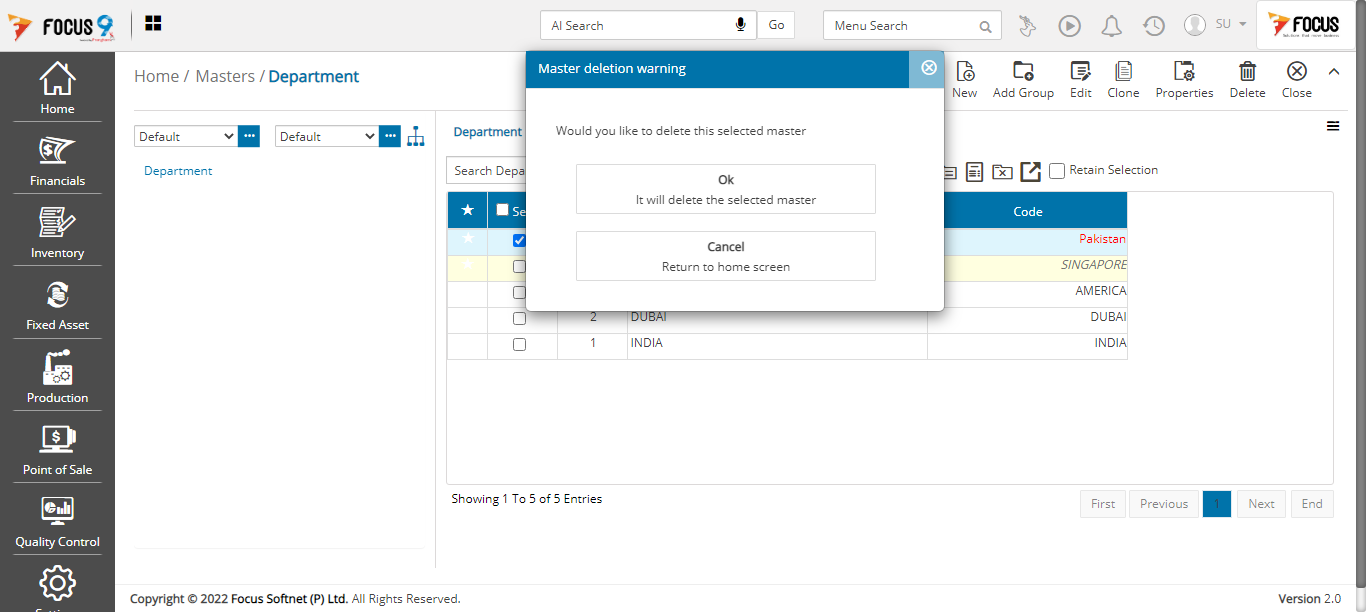 FOCUS 9
AI Search
Go
Menu Search
SU
FOCUS
Home
Financials
Inventory
Fixed Asset
Production
Point of Sale
Quality Control
Home / Masters / Department
New
Add Group
Edit
Clone
Properties
Delete
Close
Default
Default
Department
Department
Search Depa
Retain Selection
Master deletion warning
Would you like to delete this selected master
Ok
It will delete the selected master
Cancel
Return to home screen
Se
Code
Pakistan
SINGAPORE
AMERICA
2 DUBAI DUBAI
1 INDIA INDIA
Showing 1 To 5 of 5 Entries
First Previous 1 Next End
Copyright © 2022 Focus Softnet (P) Ltd. All Rights Reserved.
Version 2.0